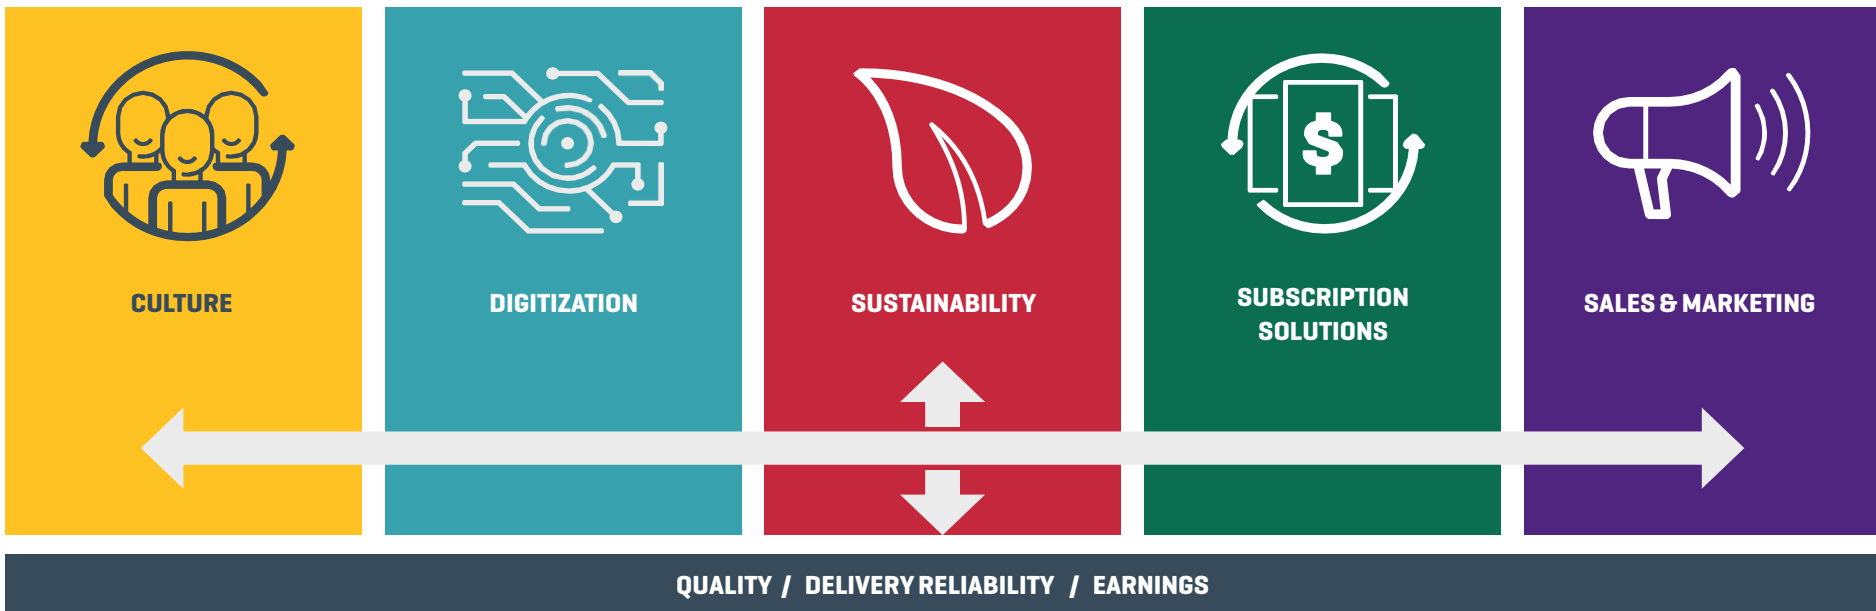 CULTURE
DIGITIZATION
SUSTAINABILITY
SUBSCRIPTION
SOLUTIONS
SALES & MARKETING
$
QUALITY / DELIVERY RELIABILITY / EARNINGS